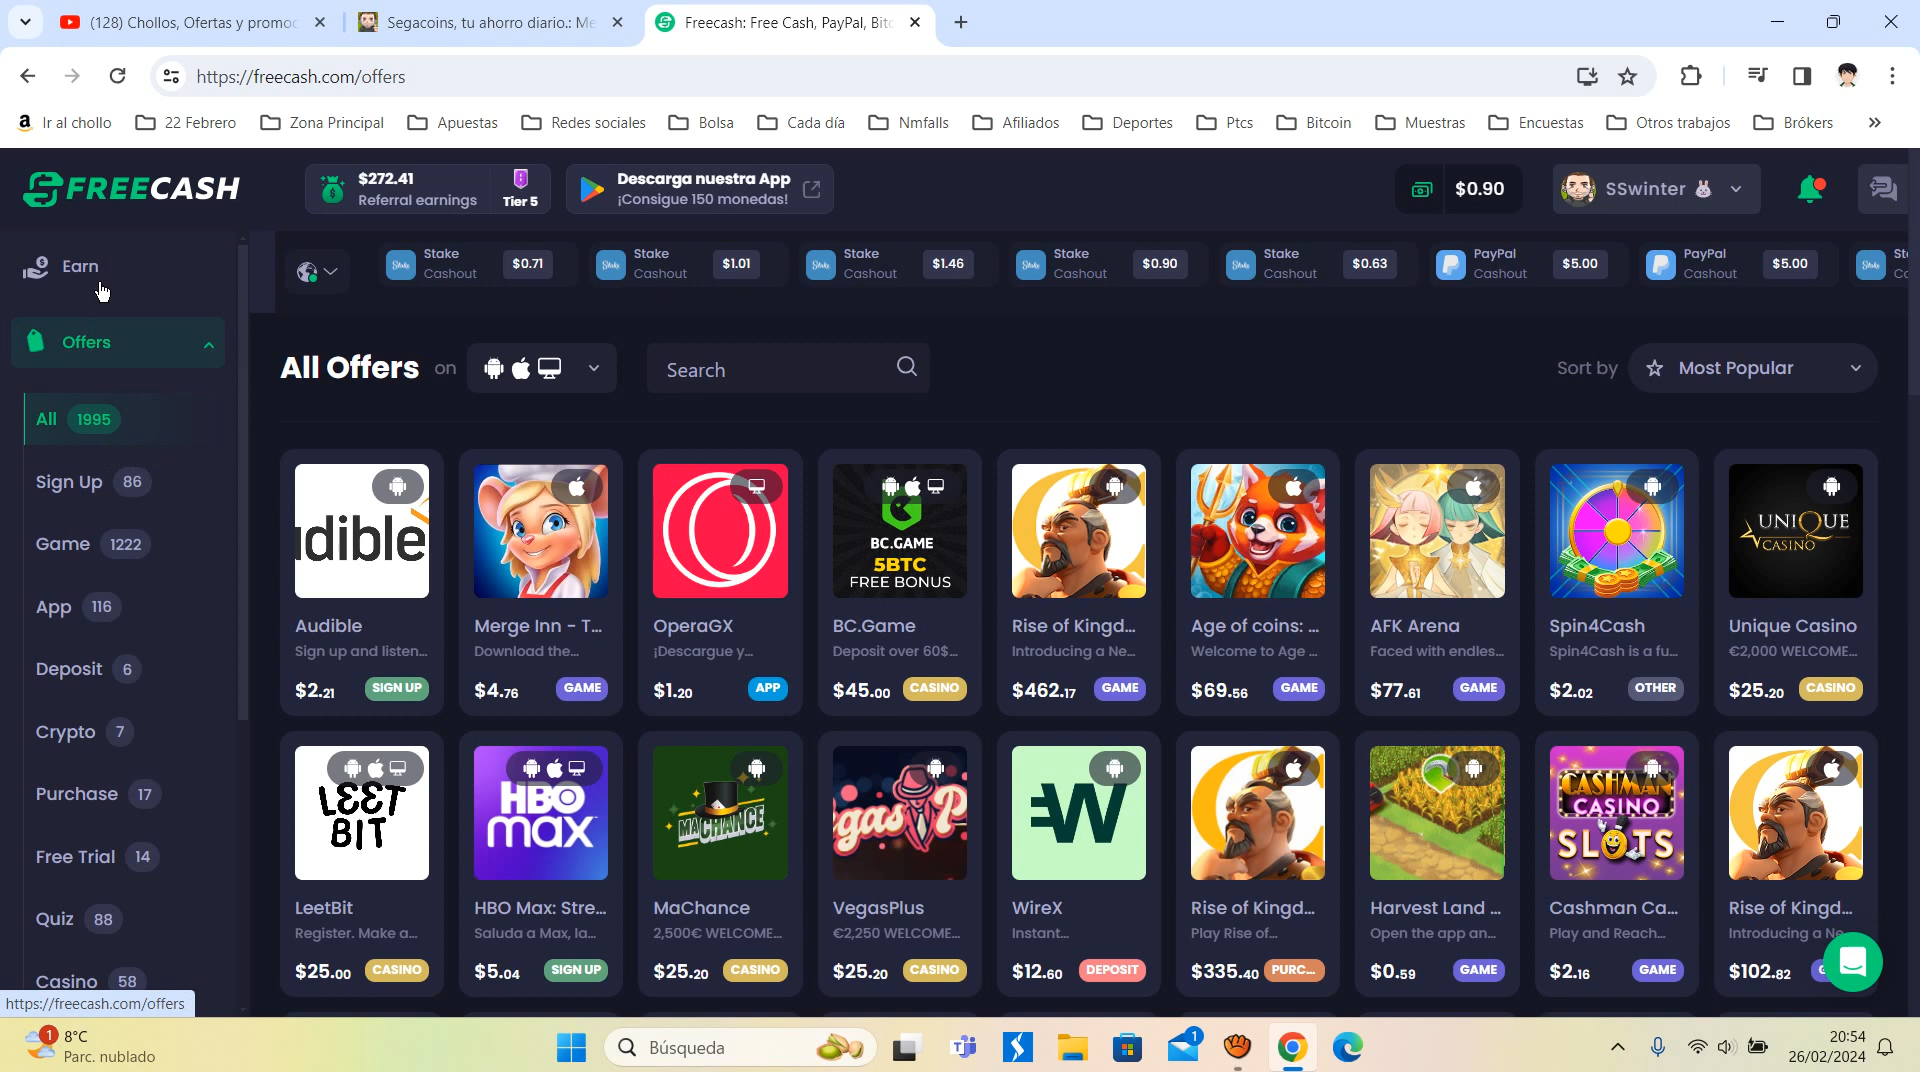 (128) Chollos, Ofertas y promoc
Segacoins, tu ahorro diario.: Me
Freecash: Free Cash, PayPal, Bitc
https://freecash.com/offers
a Ir al chollo
22 Febrero
Zona Principal
Apuestas
Redes sociales
Bolsa
Cada día
Nmfalls
Afiliados
Deportes
Ptcs
Bitcoin
Muestras
Encuestas
Otros trabajos
Brókers
»
FREECASH
$272.41
Referral earnings
Tier 5
Descarga nuestra App
¡Consigue 150 monedas!
$0.90
SSwinter
Earn
Stake
Cashout
$0.71
Stake
Cashout
$1.01
Stake
Cashout
$1.46
Stake
Cashout
$0.90
Stake
Cashout
$0.63
PayPal
Cashout
$5.00
PayPal
Cashout
$5.00
Offers
All 1995
Sign Up 86
Game 1222
App 116
Deposit 6
Crypto 7
Purchase 17
Free Trial 14
Quiz 88
Casino 58
All Offers on
Search
Sort by
Most Popular
udible
BC.GAME
5BTC
FREE BONUS
UNIQUE
CASINO
Audible
Sign up and listen...
$2.21 SIGN UP
Merge Inn - T...
Download the...
$4.76 GAME
OperaGX
¡Descargue y...
$1.20 APP
BC.Game
Deposit over 60$...
$45.00 CASINO
Rise of Kingd...
Introducing a Ne...
$462.17 GAME
Age of coins: ...
Welcome to Age ...
$69.56 GAME
AFK Arena
Faced with endles...
$77.61 GAME
Spin4Cash
Spin4Cash is a fu...
$2.02 OTHER
Unique Casino
€2,000 WELCOME...
$25.20 CASINO
LEET
BIT
HBO
max
MACHANCE
gasP
W
CASHMAN
CASINO
SLOTS
LeetBit
Register. Make a...
$25.00 CASINO
HBO Max: Stre...
Saluda a Max, la...
$5.04 SIGN UP
MaChance
2,500€ WELCOME...
$25.20 CASINO
VegasPlus
€2,250 WELCOME...
$25.20 CASINO
WireX
Instant...
$12.60 DEPOSIT
Rise of Kingd...
Play Rise of...
$335.40 PURC...
Harvest Land ...
Open the app an...
$0.59 GAME
Cashman Ca...
Play and Reach...
$2.16 GAME
Rise of Kingd...
Introducing a Ne
$102.82
https://freecash.com/offers
1
8°C
Parc. nublado
Búsqueda
1
20:54
26/02/2024